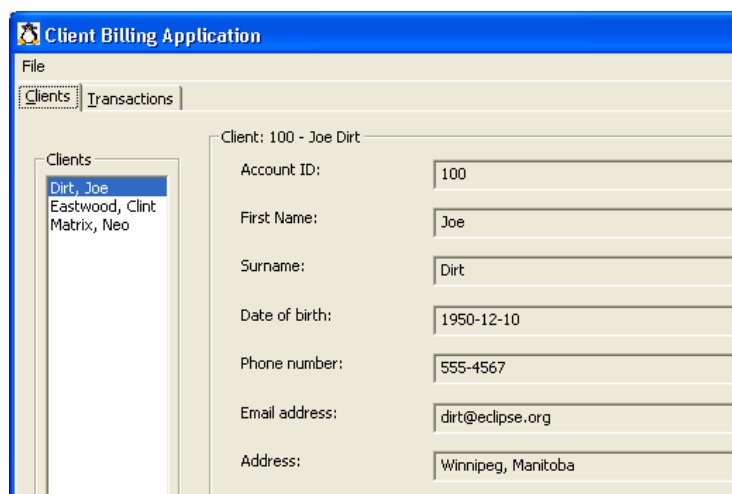 Client Billing Application
File
Clients Transactions
Clients
Dirt, Joe
Eastwood, Clint
Matrix, Neo
Client: 100 - Joe Dirt
Account ID: 100
First Name: Joe
Surname: Dirt
Date of birth: 1950-12-10
Phone number: 555-4567
Email address: dirt@eclipse.org
Address: Winnipeg, Manitoba